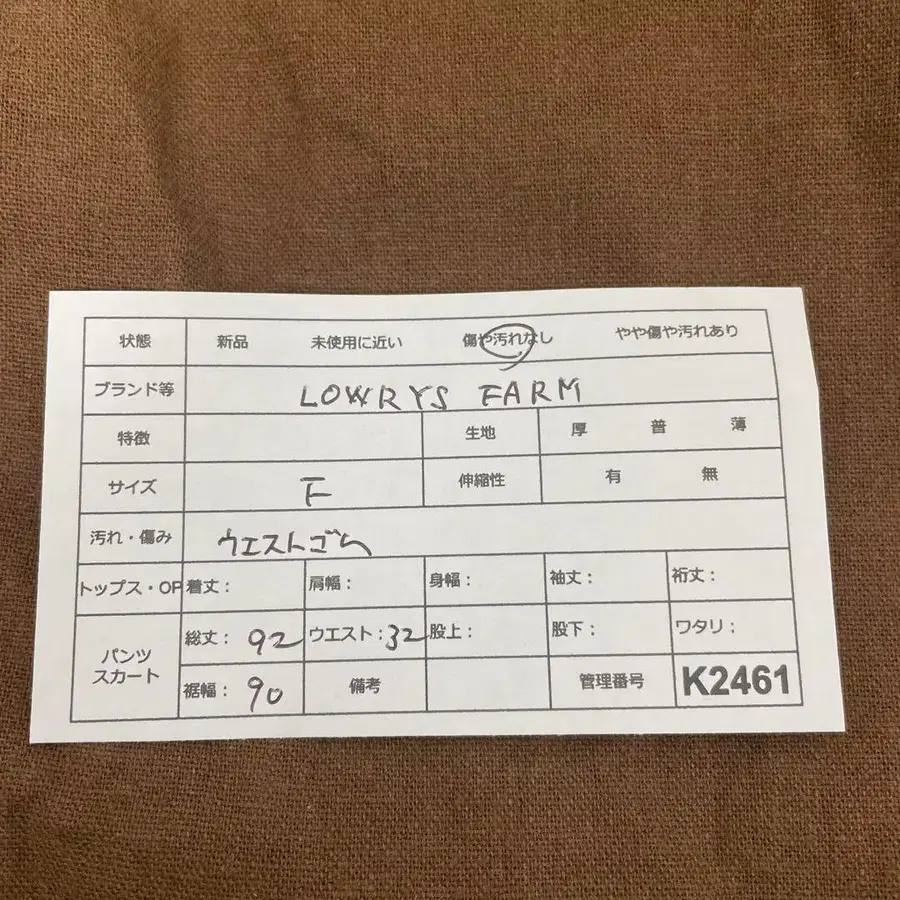 状態 新品 未使用に近い 傷や汚れなし やや傷や汚れあり
ブランド等 LOWRYS FARM
特徴 生地 厚 普 薄
サイズ F 伸縮性 有 無
汚れ・傷み ウエストゴム
トップス・OP 着丈: 肩幅: 身幅: 袖丈: 裄丈:
パンツ スカート 総丈: 92 ウエスト: 32 股上: 股下: ワタリ:
裾幅: 90 備考 管理番号 K2461